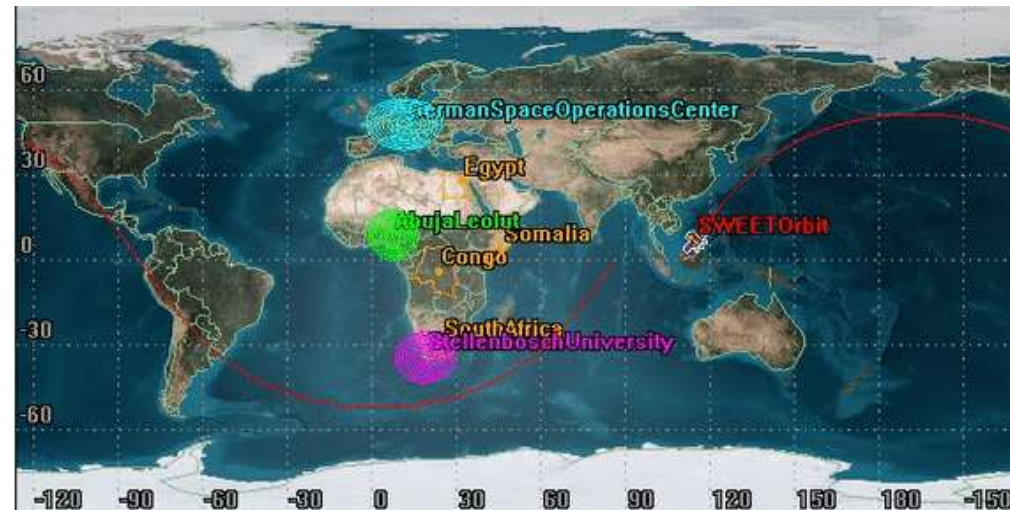 60
ermanSpaceOperationsCenter
30
Egypt
AbujaLeolut
SWEETOrbit
Somalia
0
Congo
SouthAfrica
-30
StellenboschUniversity
-60
-120 -90 -60 -30 0 30 60 90 120 150 180 -150